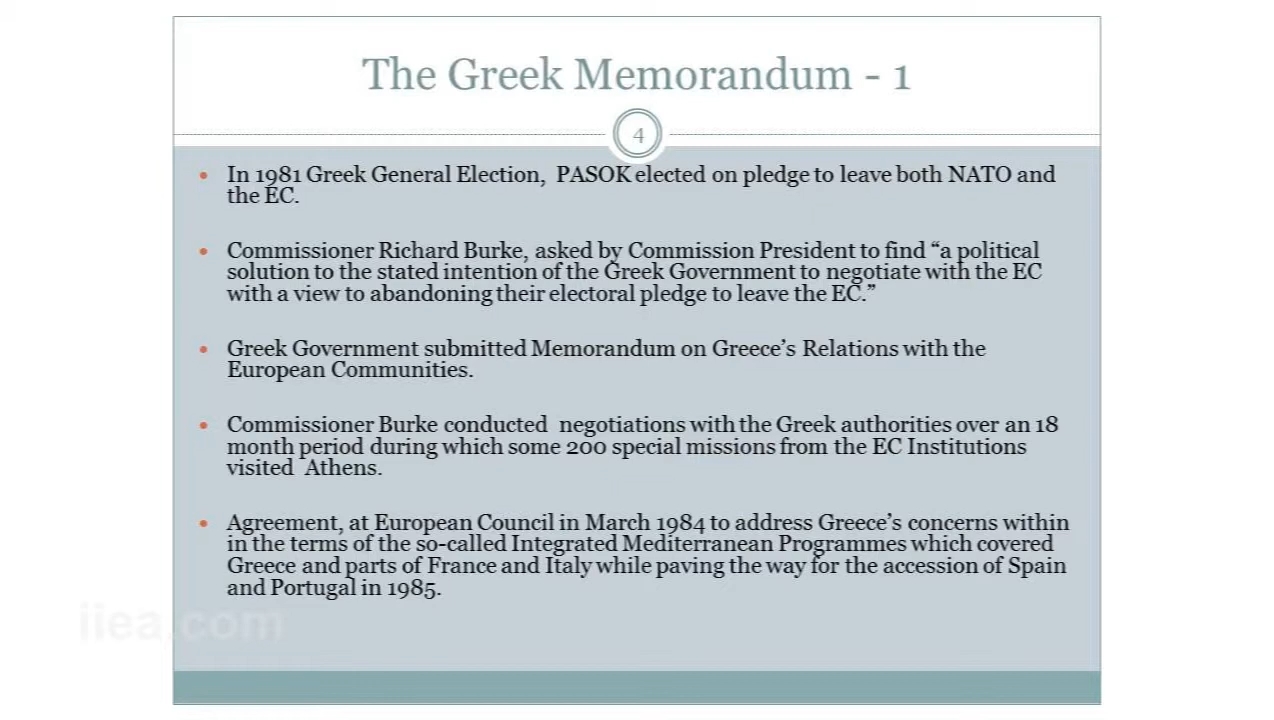 The Greek Memorandum - 1
4
• In 1981 Greek General Election,  PASOK elected on pledge to leave both NATO and
the EC.
• Commissioner Richard Burke, asked by Commission President to find “a political
solution to the stated intention of the Greek Government to negotiate with the EC
with a view to abandoning their electoral pledge to leave the EC.”
• Greek Government submitted Memorandum on Greece’s Relations with the
European Communities.
• Commissioner Burke conducted  negotiations with the Greek authorities over an 18
month period during which some 200 special missions from the EC Institutions
visited  Athens.
• Agreement, at European Council in March 1984 to address Greece’s concerns within
in the terms of the so-called Integrated Mediterranean Programmes which covered
Greece and parts of France and Italy while paving the way for the accession of Spain
and Portugal in 1985.
iiea.com